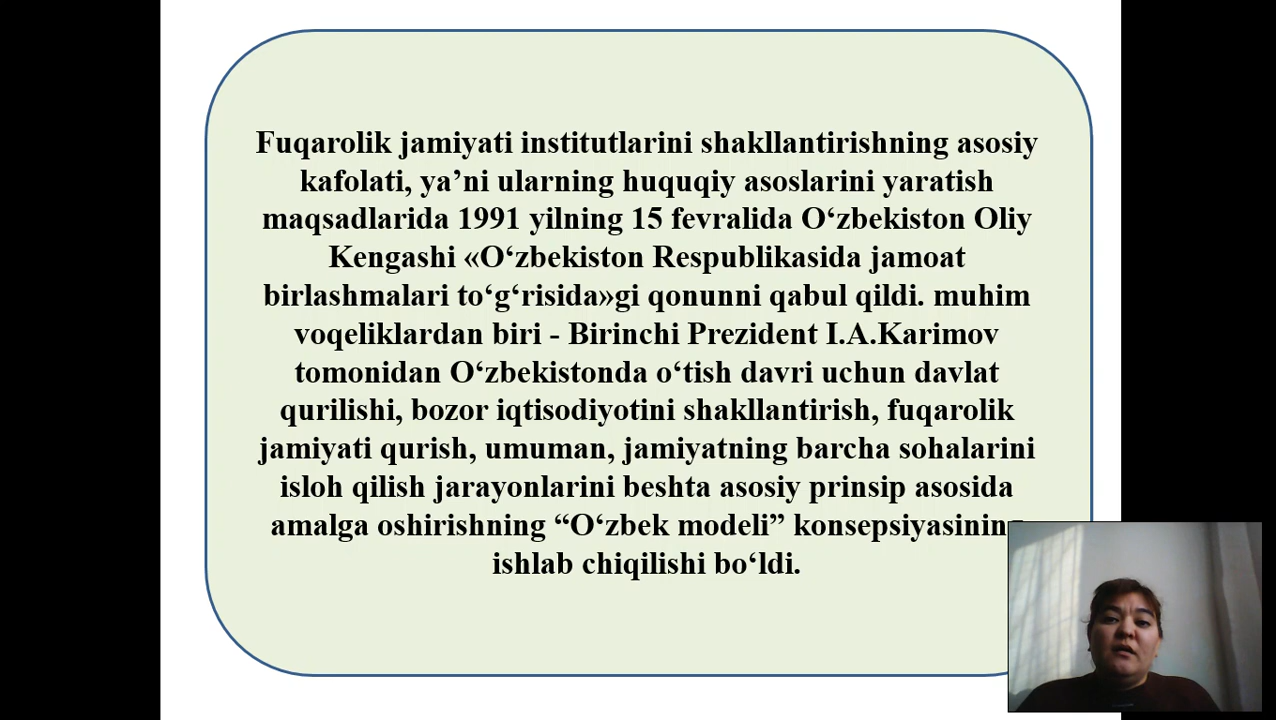 Fuqarolik jamiyati institutlarini shakllantirishning asosiy
kafolati, ya’ni ularning huquqiy asoslarini yaratish
maqsadlarida 1991 yilning 15 fevralida O‘zbekiston Oliy
Kengashi «O‘zbekiston Respublikasida jamoat
birlashmalari to‘g‘risida»gi qonunni qabul qildi. muhim
voqeliklardan biri - Birinchi Prezident I.A.Karimov
tomonidan O‘zbekistonda o‘tish davri uchun davlat
qurilishi, bozor iqtisodiyotini shakllantirish, fuqarolik
jamiyati qurish, umuman, jamiyatning barcha sohalarini
isloh qilish jarayonlarini beshta asosiy prinsip asosida
amalga oshirishning “O‘zbek modeli” konsepsiyasining
ishlab chiqilishi bo‘ldi.